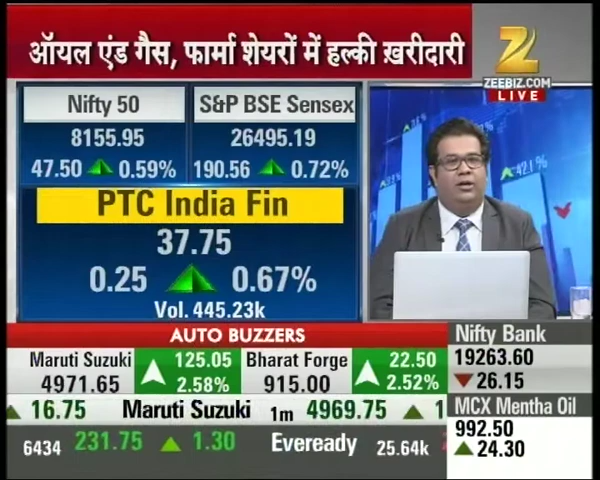 ऑयल एंड गैस, फार्मा शेयरों में हल्की ख़रीदारी
ZEEBIZ.COM
LIVE
Nifty 50
8155.95
47.50 0.59%
S&P BSE Sensex
26495.19
190.56 0.72%
PTC India Fin
37.75
0.25 0.67%
Vol. 445.23k
42.1%
AUTO BUZZERS
Maruti Suzuki 125.05
4971.65 2.58%
Bharat Forge 22.50
915.00 2.52%
Nifty Bank
19263.60
26.15
MCX Mentha Oil
992.50
24.30
16.75 Maruti Suzuki 1m 4969.75 1
6434 231.75 1.30 Eveready 25.64k